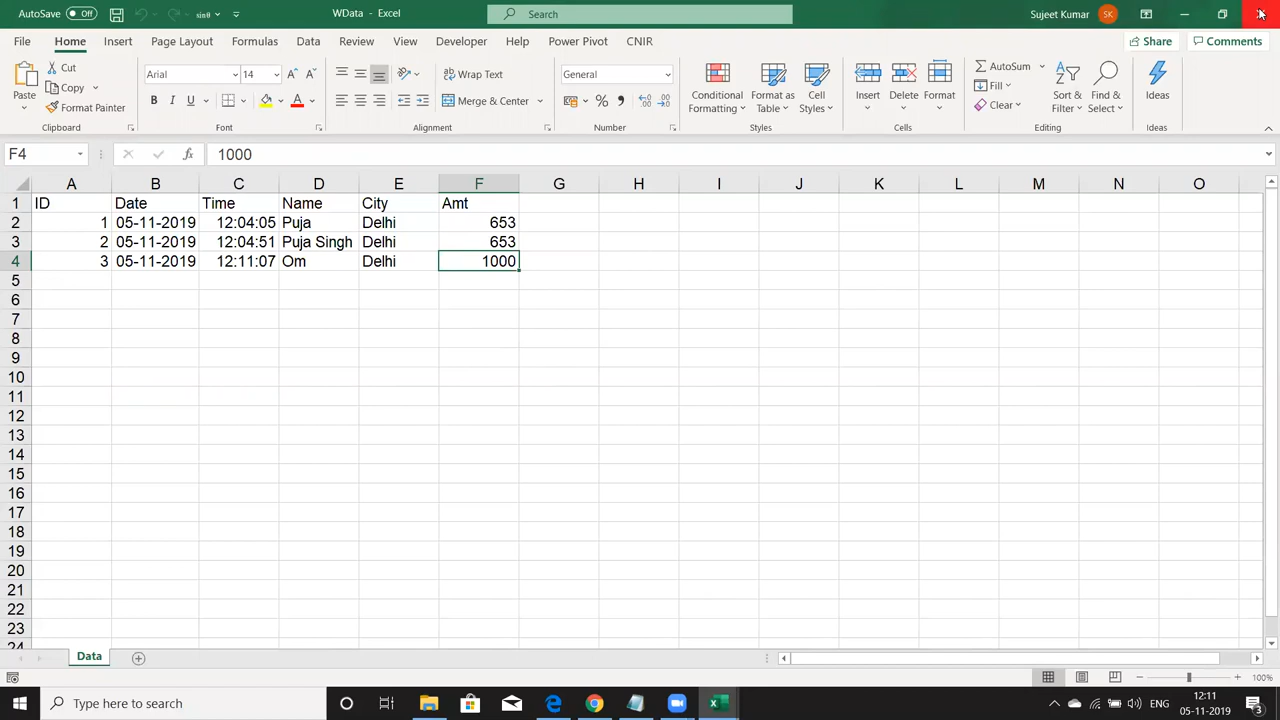 AutoSave Off sinθ WData - Excel Search Sujeet Kumar SK
File Home Insert Page Layout Formulas Data Review View Developer Help Power Pivot CNIR Share Comments
Paste Cut Copy Format Painter
Clipboard
Arial 14
B I U
Font
Wrap Text
Merge & Center
Alignment
General
Number
Conditional Formatting
Format as Table
Cell Styles
Styles
Insert Delete Format
Cells
AutoSum
Fill
Clear
Sort & Filter
Find & Select
Editing
Ideas
Ideas
F4 fx 1000
A B C D E F G H I J K L M N O
1 ID Date Time Name City Amt
2 1 05-11-2019 12:04:05 Puja Delhi 653
3 2 05-11-2019 12:04:51 Puja Singh Delhi 653
4 3 05-11-2019 12:11:07 Om Delhi 1000
5
6
7
8
9
10
11
12
13
14
15
16
17
18
19
20
21
22
23
24
Data
100%
Type here to search
ENG
12:11
05-11-2019
3